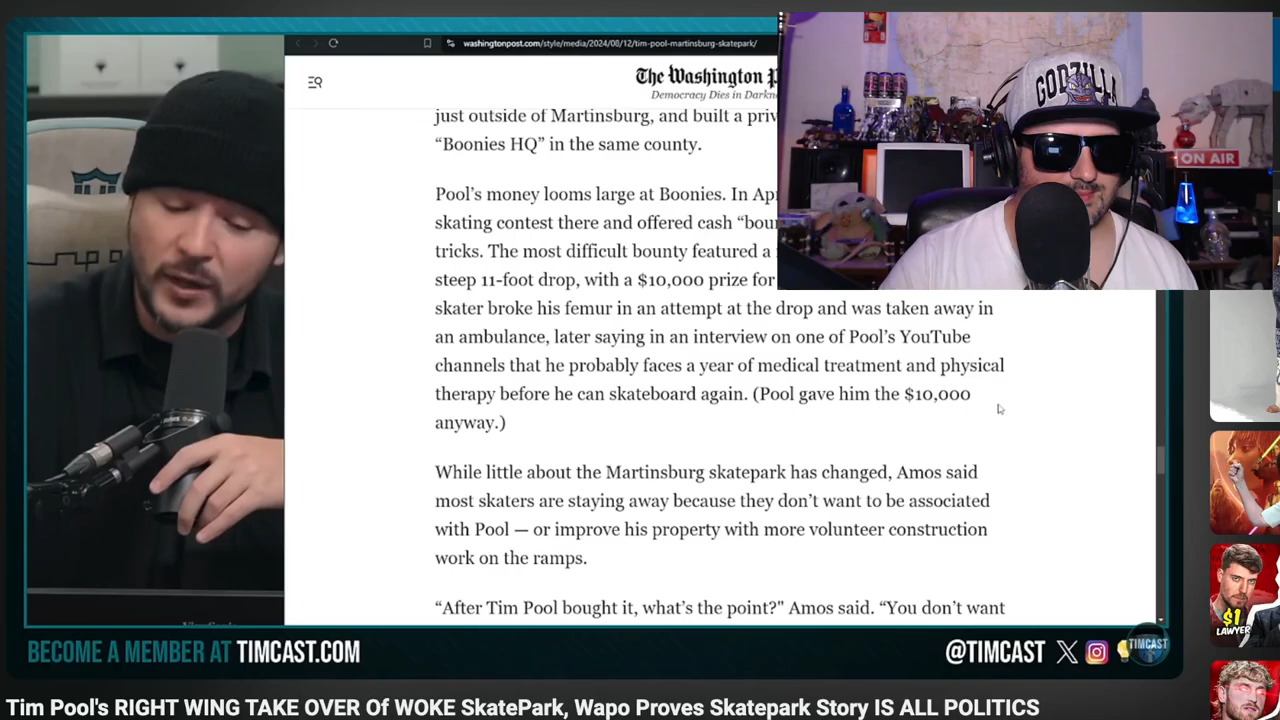 washingtonpost.com/style/media/2024/08/12/tim-pool-martinsburg-skatepark/
The Washington
Democracy Dies in
just outside of Martinsburg, and built a
“Boonies HQ” in the same county.
Pool’s money looms large at Boonies. In
skating contest there and offered cash
tricks. The most difficult bounty featured a
steep 11-foot drop, with a $10,000 prize for
skater broke his femur in an attempt at the drop and was taken away in
an ambulance, later saying in an interview on one of Pool’s YouTube
channels that he probably faces a year of medical treatment and physical
therapy before he can skateboard again. (Pool gave him the $10,000
anyway.)
While little about the Martinsburg skatepark has changed, Amos said
most skaters are staying away because they don’t want to be associated
with Pool — or improve his property with more volunteer construction
work on the ramps.
“After Tim Pool bought it, what’s the point?" Amos said. “You don’t want
GODZILLA
ON AIR
$1
LAWYER
BECOME A MEMBER AT TIMCAST.COM
@TIMCAST
TIMCAST
Tim Pool's RIGHT WING TAKE OVER Of WOKE SkatePark, Wapo Proves Skatepark Story IS ALL POLITICS